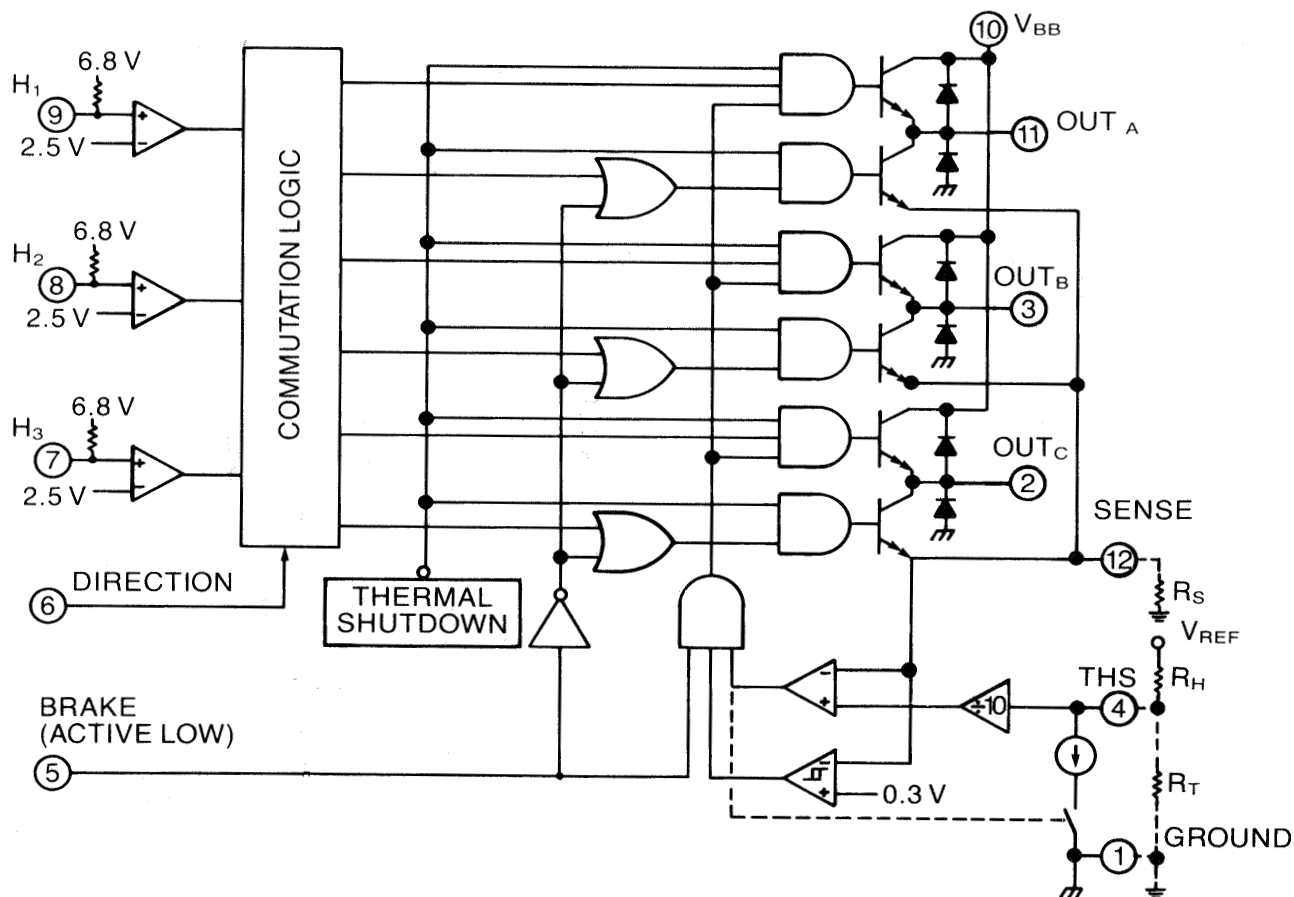 10 VBB
6.8 V
H1
9
+
2.5 V
−
11 OUT A
COMMUTATION LOGIC
6.8 V
H2
8
+
2.5 V
−
OUTB
3
6.8 V
H3
7
+
2.5 V
−
OUTC
2
SENSE
12
RS
DIRECTION
6
THERMAL
SHUTDOWN
VREF
−
+
÷10
THS
4
RH
BRAKE
(ACTIVE LOW)
5
−
+
0.3 V
RT
GROUND
1